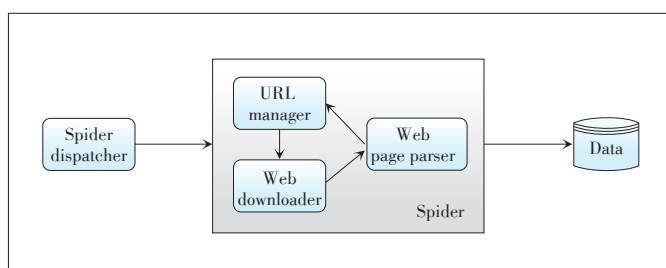 Spider
dispatcher
URL
manager
Web
downloader
Web
page parser
Spider
Data